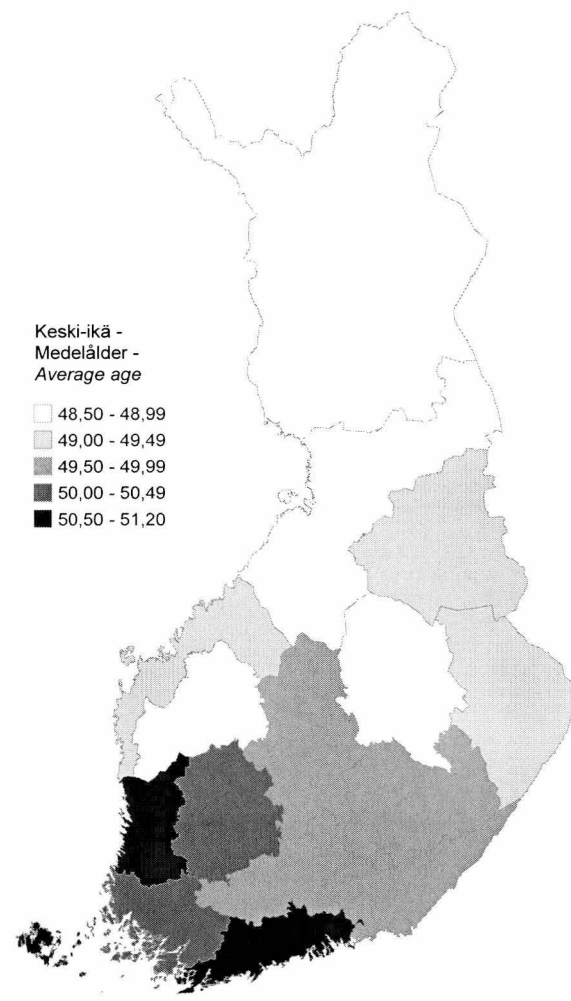 Keski-ikä -
Medelålder -
Average age
48,50 - 48,99
49,00 - 49,49
49,50 - 49,99
50,00 - 50,49
50,50 - 51,20